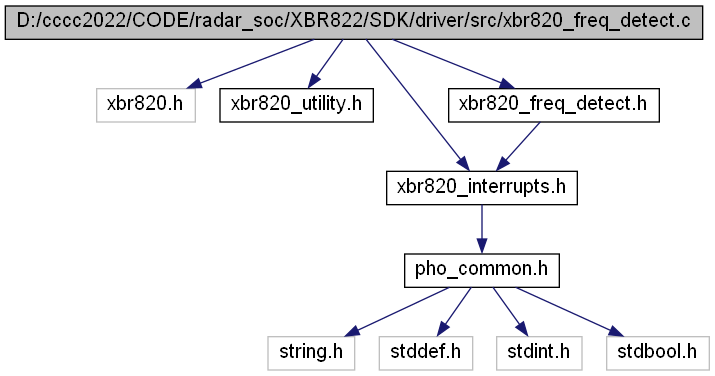 D:/cccc2022/CODE/radar_soc/XBR822/SDK/driver/src/xbr820_freq_detect.c
xbr820.h
xbr820_utility.h
xbr820_freq_detect.h
xbr820_interrupts.h
pho_common.h
string.h
stddef.h
stdint.h
stdbool.h